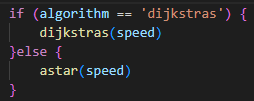 if (algorithm == 'dijkstras') {
    dijkstras(speed)
}else {
    astar(speed)
}